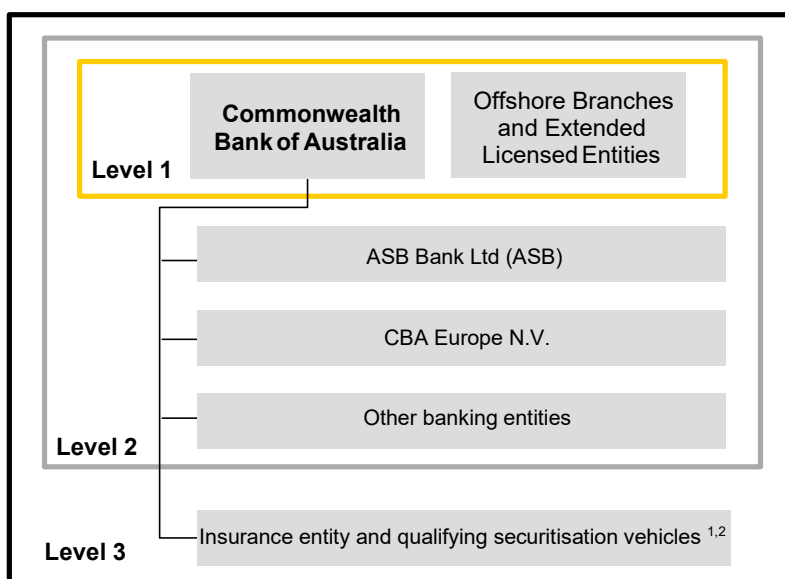 Commonwealth
Bank of Australia
Offshore Branches
and Extended
Licensed Entities
Level 1
ASB Bank Ltd (ASB)
CBA Europe N.V.
Other banking entities
Level 2
Insurance entity and qualifying securitisation vehicles 1,2
Level 3